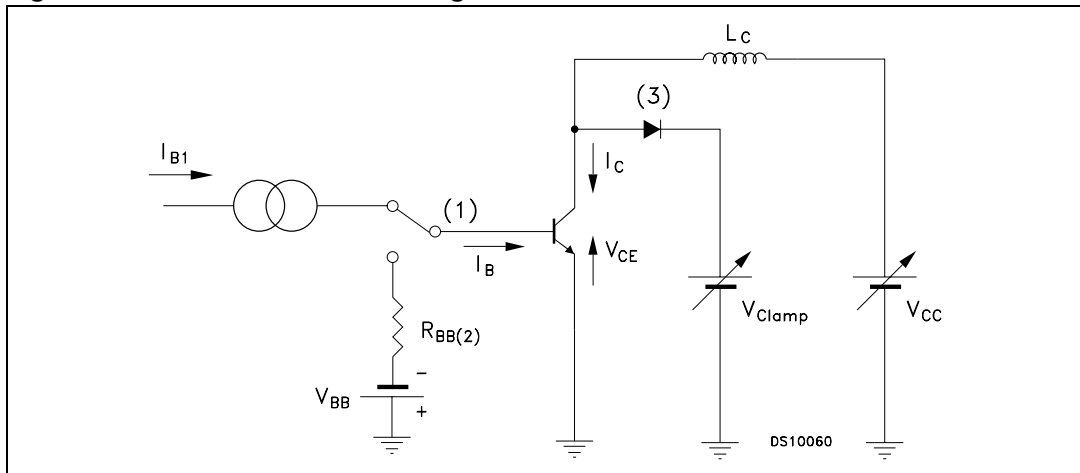 L C
(3)
I B1
I C
(1)
I B
V CE
V Clamp
V CC
R BB(2)
-
V BB
+
DS10060